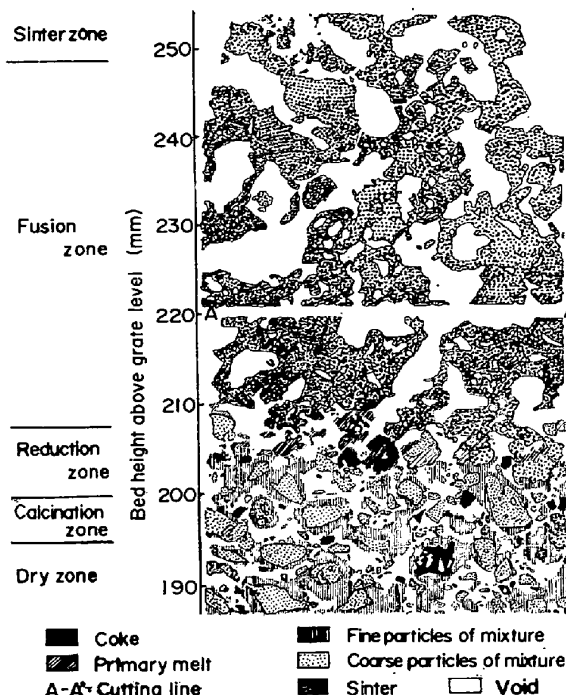 Sinter zone
250
240
Fusion
zone
Bed height above grate level (mm)
230
A
220
210
Reduction
zone
200
Calcination
zone
Dry zone
190
Coke
Fine particles of mixture
Primary melt
Coarse particles of mixture
Cutting line
Sinter
Void